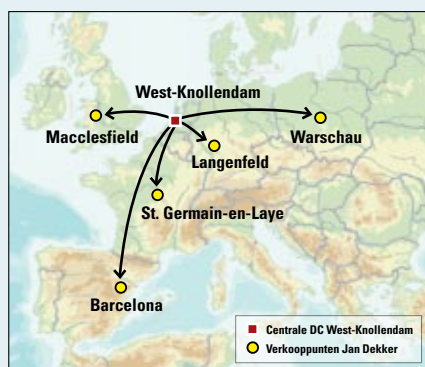 West-Knollendam
Macclesfield
Warschau
Langenfeld
St. Germain-en-Laye
Barcelona
Centrale DC West-Knollendam
Verkooppunten Jan Dekker